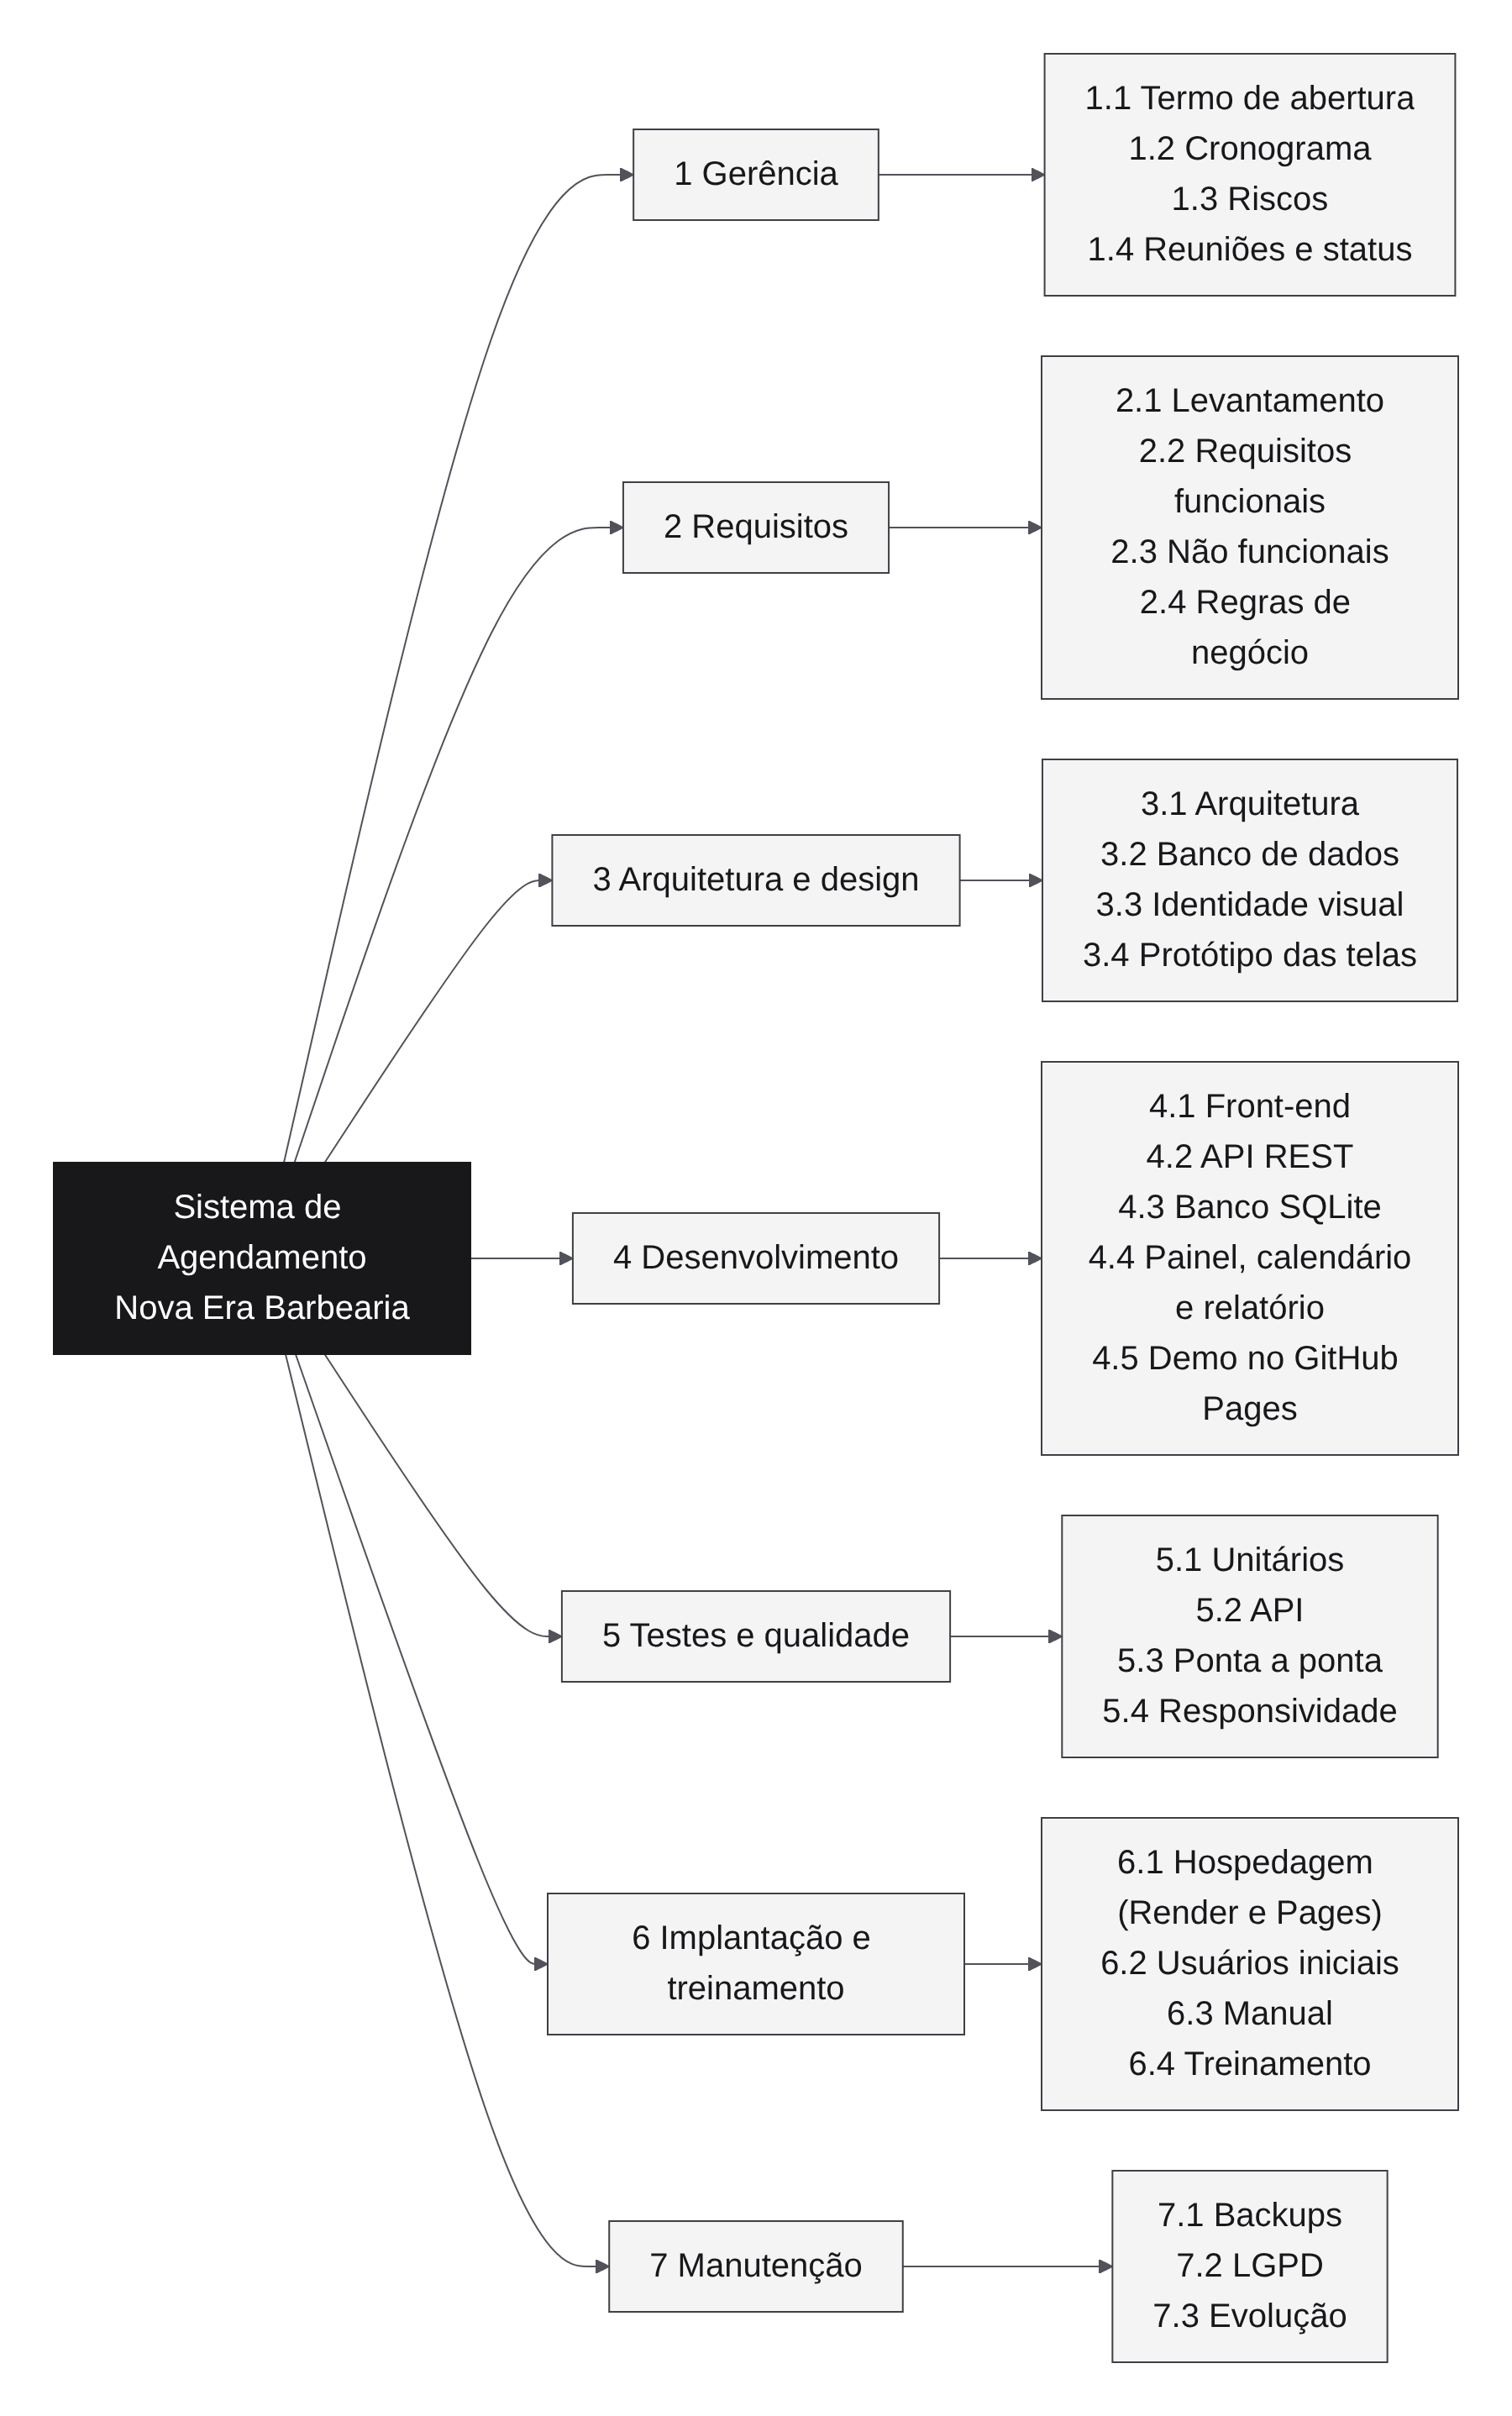 Sistema de
Agendamento
Nova Era Barbearia
1 Gerência
1.1 Termo de abertura
1.2 Cronograma
1.3 Riscos
1.4 Reuniões e status
2 Requisitos
2.1 Levantamento
2.2 Requisitos
funcionais
2.3 Não funcionais
2.4 Regras de
negócio
3 Arquitetura e design
3.1 Arquitetura
3.2 Banco de dados
3.3 Identidade visual
3.4 Protótipo das telas
4 Desenvolvimento
4.1 Front-end
4.2 API REST
4.3 Banco SQLite
4.4 Painel, calendário
e relatório
4.5 Demo no GitHub
Pages
5 Testes e qualidade
5.1 Unitários
5.2 API
5.3 Ponta a ponta
5.4 Responsividade
6 Implantação e
treinamento
6.1 Hospedagem
(Render e Pages)
6.2 Usuários iniciais
6.3 Manual
6.4 Treinamento
7 Manutenção
7.1 Backups
7.2 LGPD
7.3 Evolução